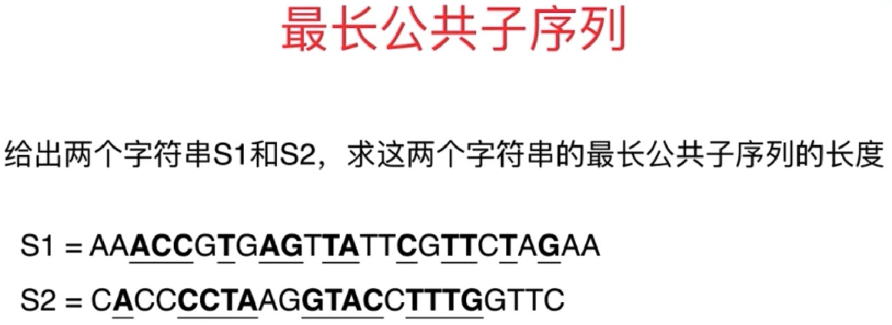 最长公共子序列
给出两个字符串S1和S2，求这两个字符串的最长公共子序列的长度
S1 = AAACCGTGAGTTATTCGTTCTAGAA
S2 = CACCCCTAAGGTACCTTTGGTTC